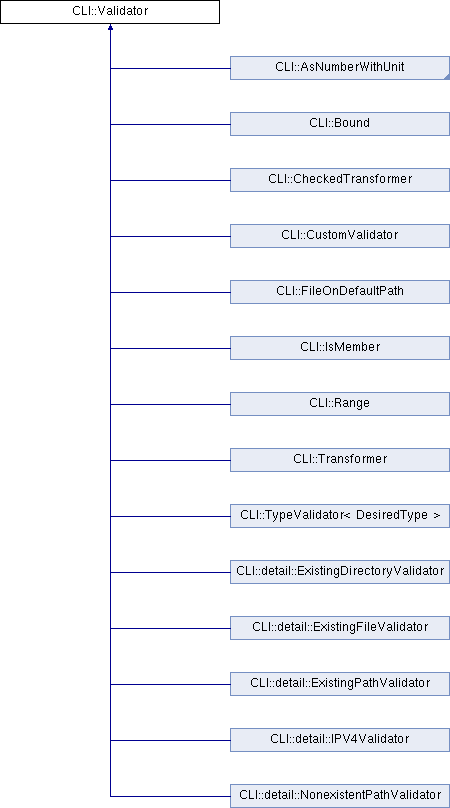 CLI::Validator
CLI::AsNumberWithUnit
CLI::Bound
CLI::CheckedTransformer
CLI::CustomValidator
CLI::FileOnDefaultPath
CLI::IsMember
CLI::Range
CLI::Transformer
CLI::TypeValidator< DesiredType >
CLI::detail::ExistingDirectoryValidator
CLI::detail::ExistingFileValidator
CLI::detail::ExistingPathValidator
CLI::detail::IPV4Validator
CLI::detail::NonexistentPathValidator